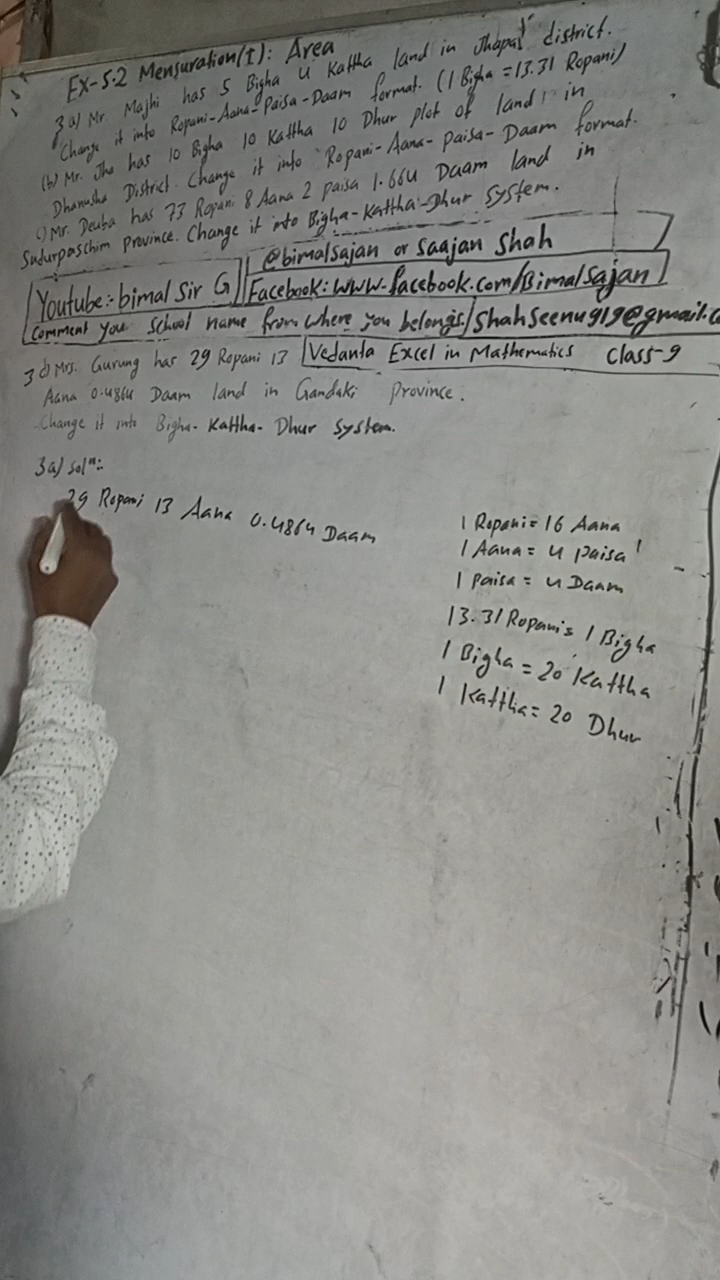 Ex-5.2 Mensuration(I): Area
3 a) Mr. Majhi has 5 Bigha 4 Kattha land in Jhapa district.
Change it into Ropani-Aana-Paisa-Daam format. (1 Bigha = 13.31 Ropani)
(b) Mr. Jha has 10 Bigha 10 Kattha 10 Dhur plot of land in
Dhanusha District. Change it into Ropani-Aana-paisa-Daam format.
c) Mr. Deuba has 73 Ropani 8 Aana 2 paisa 1.664 Daam land in
Sudurpaschim province. Change it into Bigha-Kattha-Dhur system.
@bimalsajan or Saajan Shah
Youtube:- bimal Sir G
Facebook: www.facebook.com/Bimalsajan
Comment you school name from where you belongs/shahseenu919@gmail.c
3 d) Mrs. Gurung has 29 Ropani 13
Vedanta Excel in Mathematics Class-9
Aana 0.4864 Daam land in Gandaki Province.
Change it into Bigha-Kattha-Dhur system.
3a) solⁿ:
29 Ropani 13 Aana 0.4864 Daam
1 Ropani = 16 Aana
1 Aana = 4 paisa
1 paisa = 4 Daam
13.31 Ropani = 1 Bigha
1 Bigha = 20 Kattha
1 Kattha = 20 Dhur